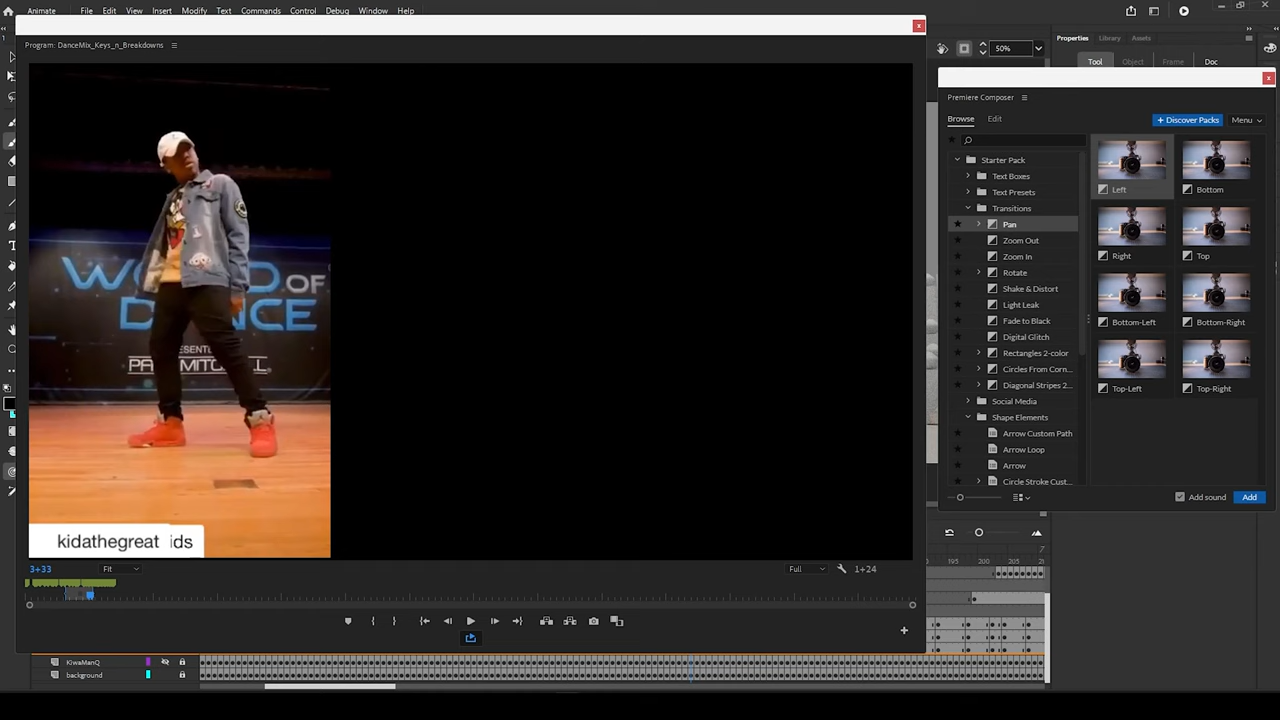 Animate File Edit View Insert Modify Text Commands Control Debug Window Help
Program: DanceMix_Keys_n_Breakdowns
50%
Properties Library Assets
Tool Object Frame Doc
Premiere Composer
Browse Edit
+ Discover Packs Menu
Starter Pack
Text Boxes
Text Presets
Transitions
Pan
Zoom Out
Zoom In
Rotate
Shake & Distort
Light Leak
Fade to Black
Digital Glitch
Rectangles 2-color
Circles From Corn...
Diagonal Stripes 2...
Social Media
Shape Elements
Arrow Custom Path
Arrow Loop
Arrow
Circle Stroke Cust...
Left Bottom
Right Top
Bottom-Left Bottom-Right
Top-Left Top-Right
Add sound Add
WORLD OF
DANCE
kidathegreat ids
3+33 Fit Full 1+24
195 200 205
KiwaManQ
background